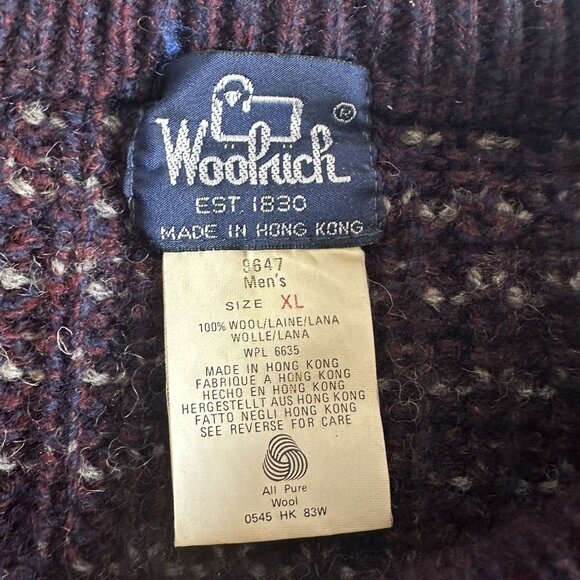 Woolrich ®
EST. 1830
MADE IN HONG KONG
9647
Men's
SIZE XL
100% WOOL/LAINE/LANA
WOLLE/LANA
WPL 6635
MADE IN HONG KONG
FABRIQUE A HONG KONG
HECHO EN HONG KONG
HERGESTELLT AUS HONG KONG
FATTO NEGLI HONG KONG
SEE REVERSE FOR CARE
All Pure
Wool
0545 HK 83W